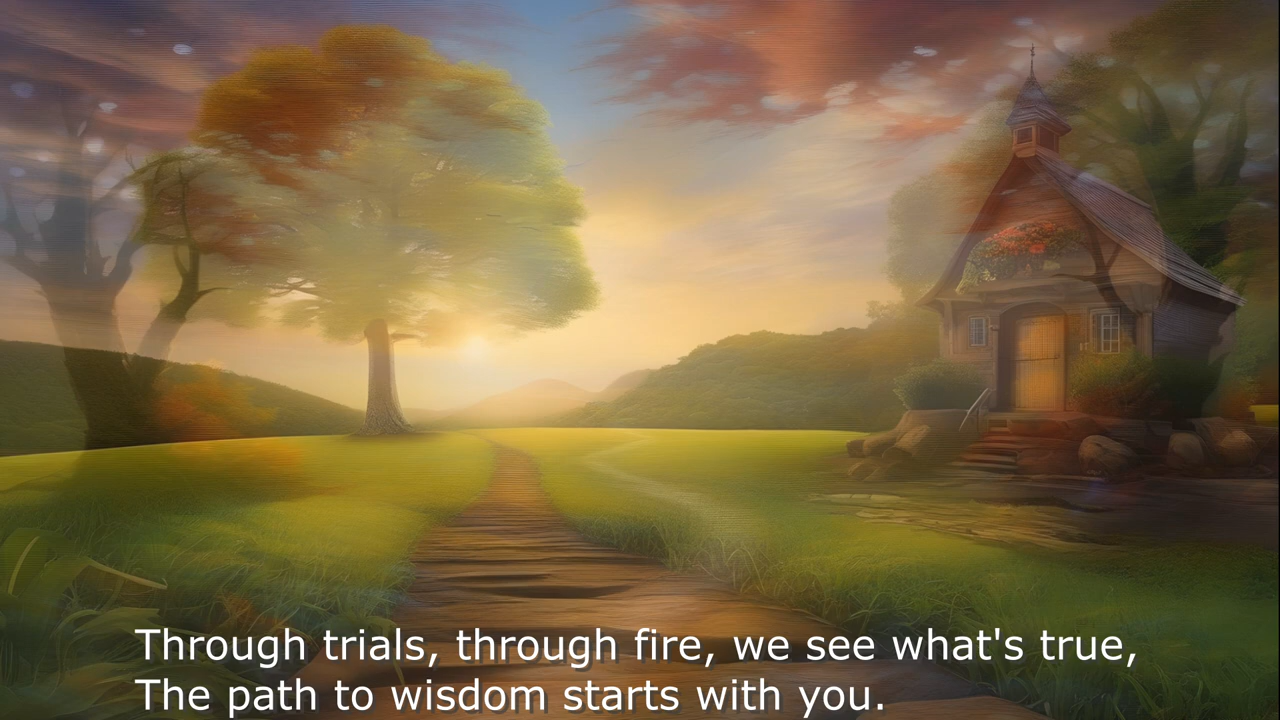 Through trials, through fire, we see what's true,
The path to wisdom starts with you.